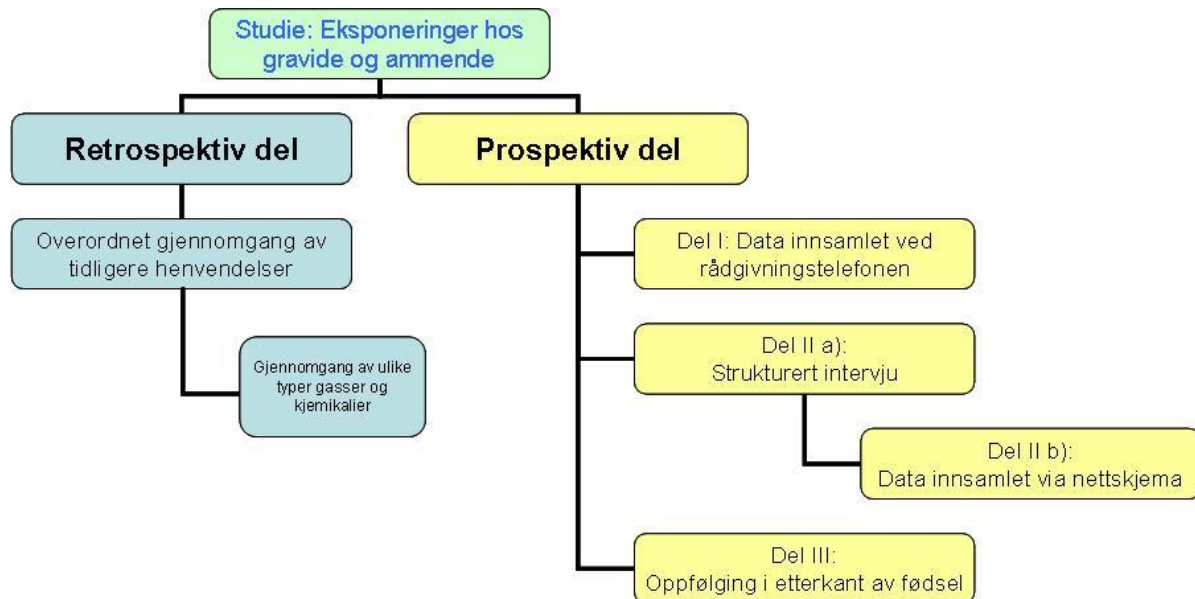 Studie: Eksponeringer hos
gravide og ammende
Retrospektiv del
Prospektiv del
Overordnet gjennomgang av
tidligere henvendelser
Gjennomgang av ulike
typer gasser og
kjemikalier
Del I: Data innsamlet ved
rådgivningstelefonen
Del II a):
Strukturert intervju
Del II b):
Data innsamlet via nettskjema
Del III:
Oppfølging i etterkant av fødsel